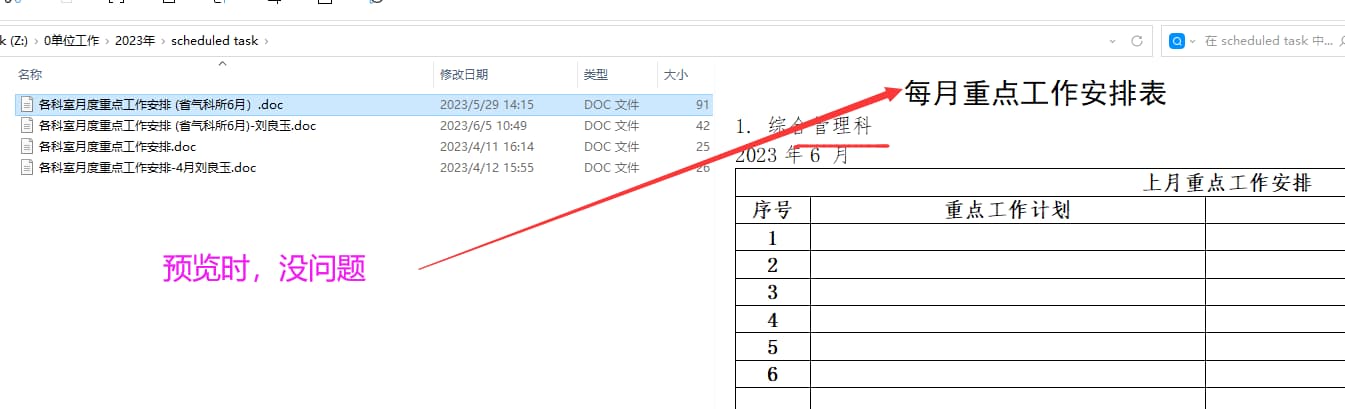 k (Z:) › 0单位工作 › 2023年 › scheduled task ›
在 scheduled task 中...
名称 修改日期 类型 大小
各科室月度重点工作安排 (省气科所6月）.doc 2023/5/29 14:15 DOC 文件 91
各科室月度重点工作安排 (省气科所6月)-刘良玉.doc 2023/6/5 10:49 DOC 文件 42
各科室月度重点工作安排.doc 2023/4/11 16:14 DOC 文件 25
各科室月度重点工作安排-4月刘良玉.doc 2023/4/12 15:55 DOC 文件 26
预览时，没问题
每月重点工作安排表
1. 综合管理科
2023 年 6 月
上月重点工作安排
序号 重点工作计划
1
2
3
4
5
6